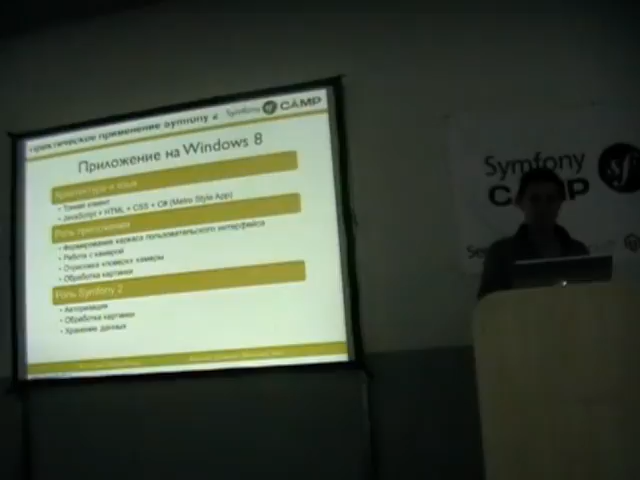 Практическое применение Symfony 2
Symfony sf CAMP
Приложение на Windows 8
Архитектура и язык
• Тонкий клиент
• JavaScript + HTML + CSS + C# (Metro Style App)
Роль приложения
• Формирование каркаса пользовательского интерфейса
• Работа с камерой
• Обработка картинки
Роль Symfony 2
• Авторизация
• Обработка картинки
• Хранение данных
Symfony sf
CAMP